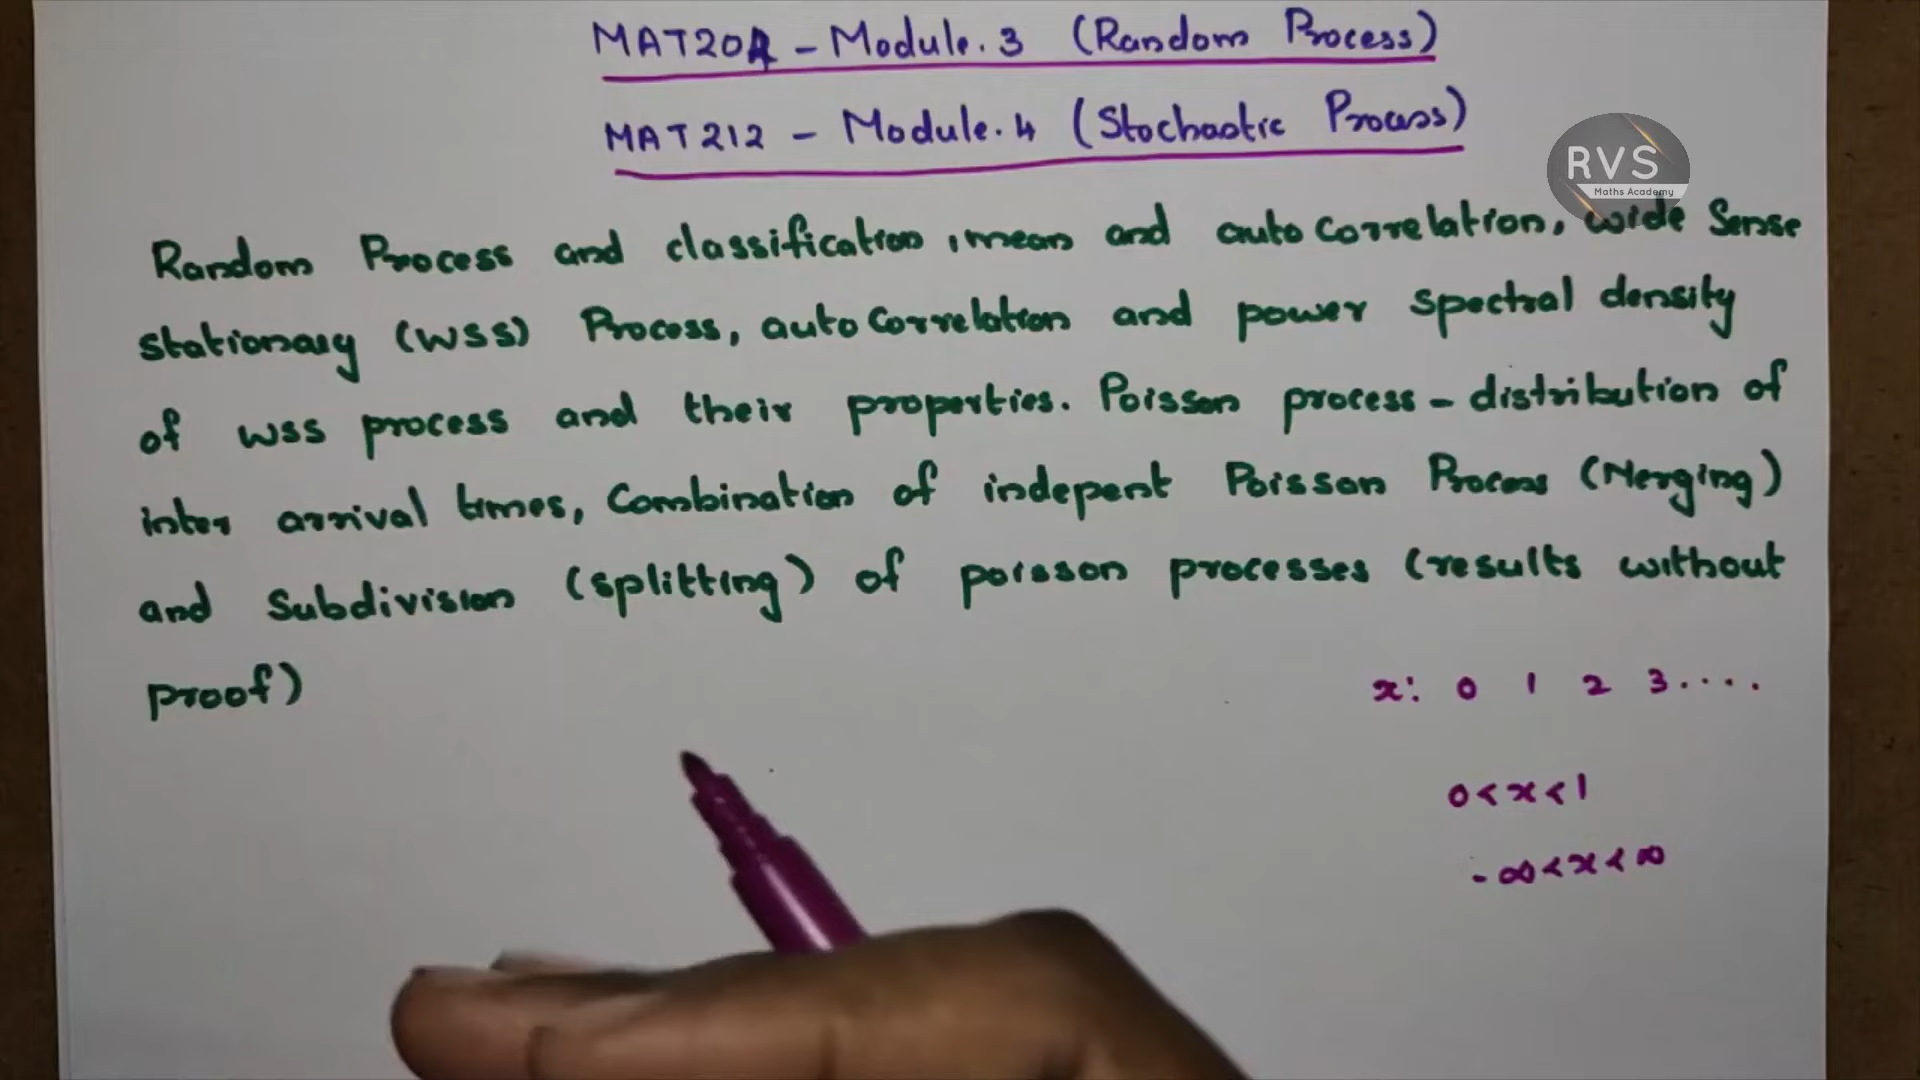 MAT204 - Module.3 (Random Process)
MAT212 - Module.4 (Stochastic Process)
RVS
Maths Academy
Random Process and classification, mean and auto correlation, wide Sense
stationary (WSS) Process, auto correlation and power spectral density
of WSS process and their properties. Poisson process - distribution of
inter arrival times, Combination of indepent Poisson Process (Merging)
and Subdivision (splitting) of poisson processes (results without
proof)
x: 0 1 2 3....
0<x<1
-∞<x<∞